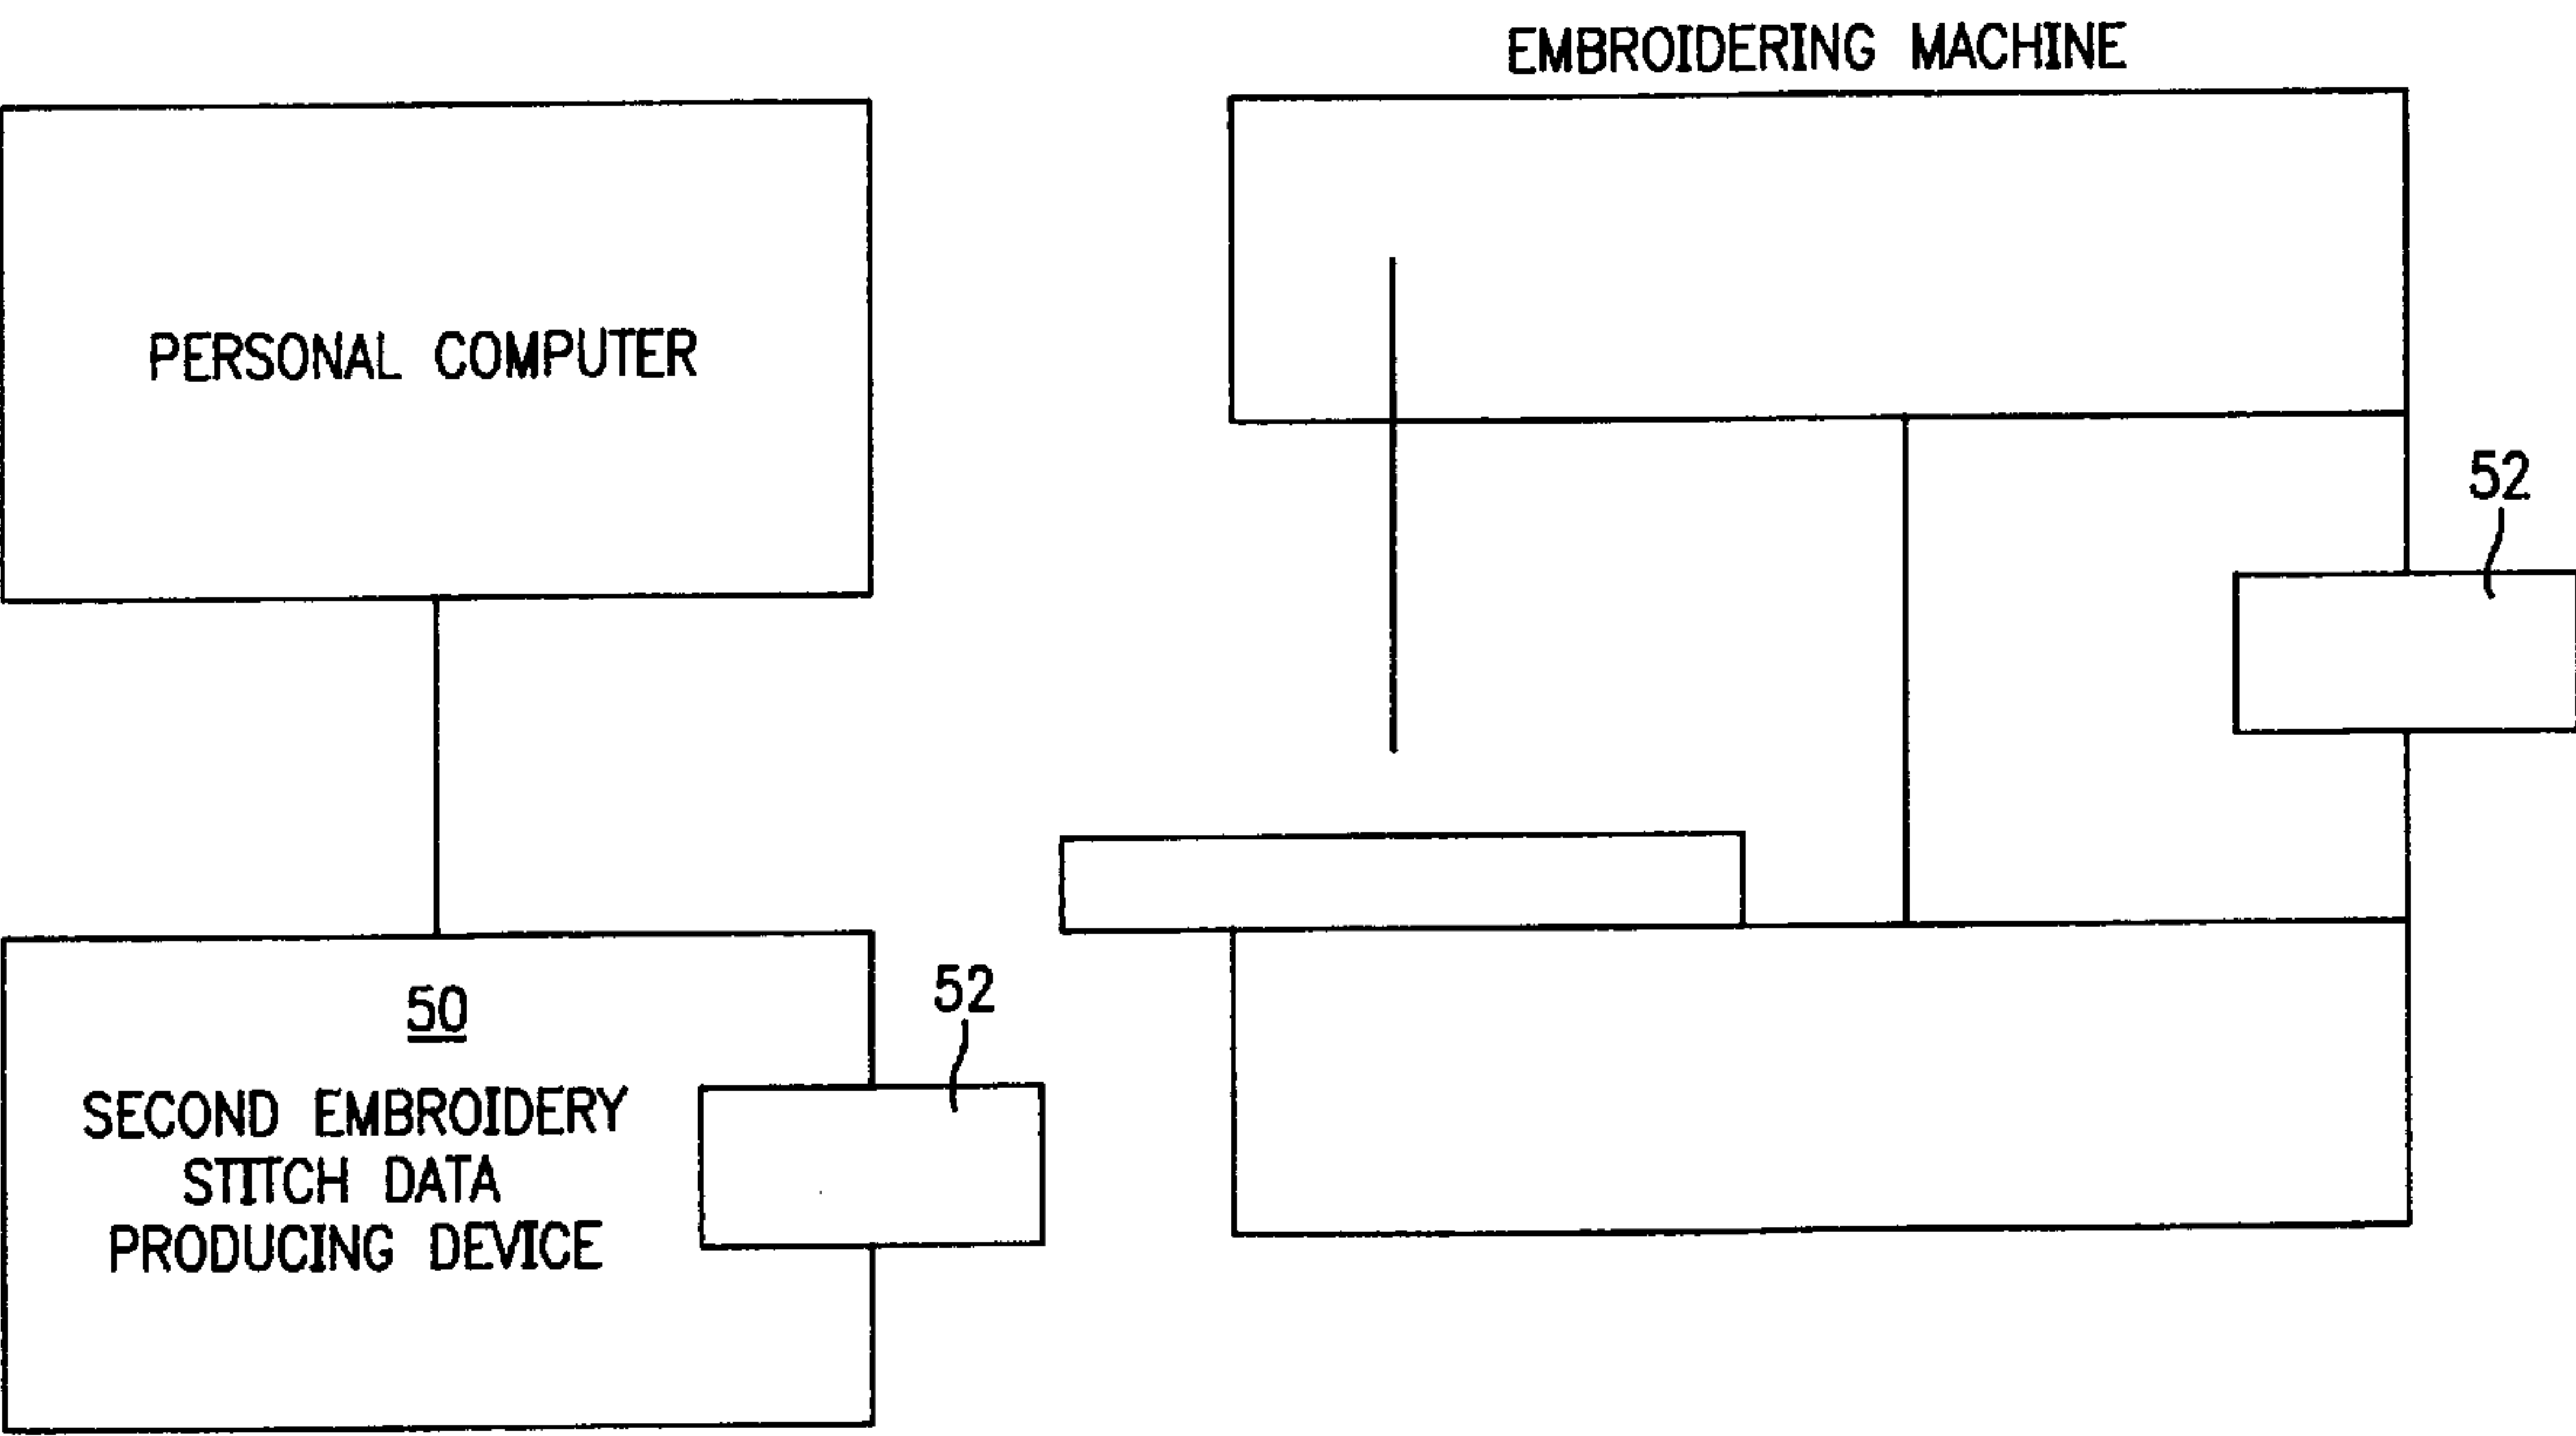 EMBROIDERING MACHINE
PERSONAL COMPUTER
52
50
52
SECOND EMBROIDERY
STITCH DATA
PRODUCING DEVICE